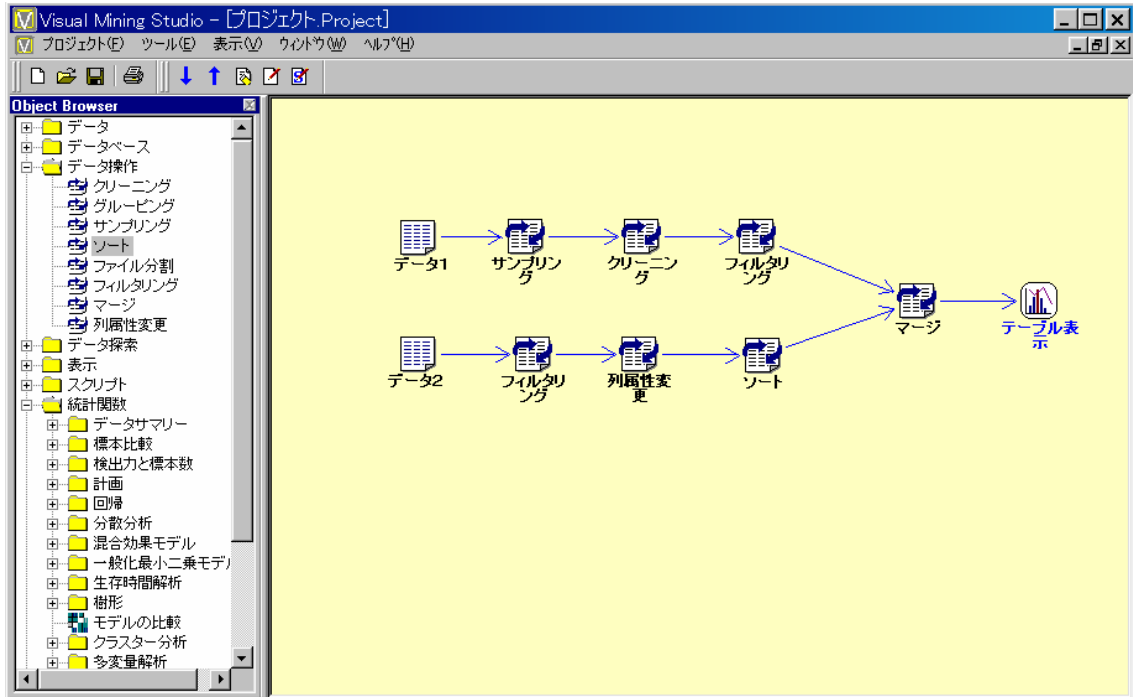 Visual Mining Studio - [プロジェクト.Project]
プロジェクト(F) ツール(E) 表示(V) ウィンドウ(W) ヘルプ(H)
Object Browser
データ
データベース
データ操作
クリーニング
グルーピング
サンプリング
ソート
ファイル分割
フィルタリング
マージ
列属性変更
データ探索
表示
スクリプト
統計関数
データサマリー
標本比較
検出力と標本数
計画
回帰
分散分析
混合効果モデル
一般化最小二乗モデル
生存時間解析
樹形
モデルの比較
クラスター分析
多変量解析
データ1
サンプリン
グ
クリーニン
グ
フィルタリ
ング
マージ
テーブル表
示
データ2
フィルタリ
ング
列属性変
更
ソート